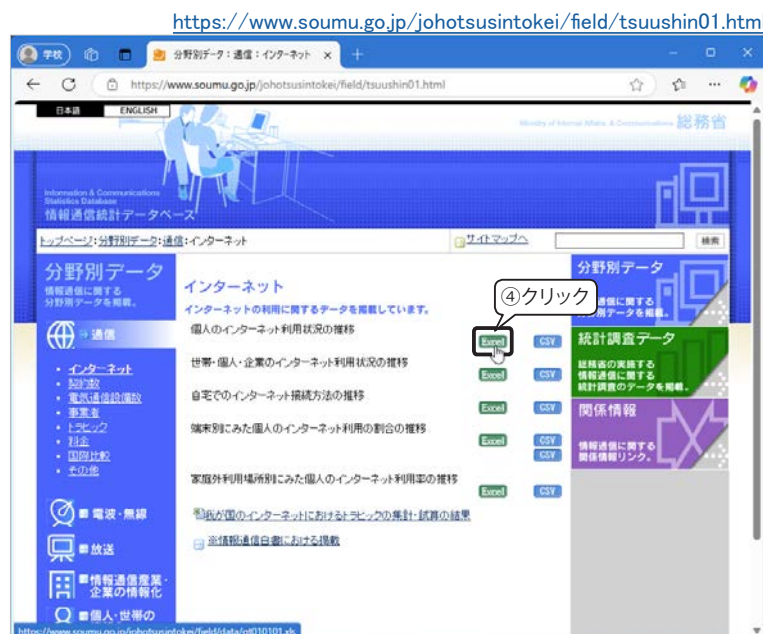 https://www.soumu.go.jp/johotsusintokei/field/tsuushin01.html
学校
分野別データ：通信：インターネット
https://www.soumu.go.jp/johotsusintokei/field/tsuushin01.html
日本語 ENGLISH
Ministry of Internal Affairs & Communications 総務省
Information & Communications
Statistics Database
情報通信統計データベース
トップページ:分野別データ:通信:インターネット
サイトマップへ
検索
分野別データ
情報通信に関する
分野別データを掲載。
通信
・インターネット
・契約数
・電気通信設備数
・事業者
・トラヒック
・料金
・国際比較
・その他
電波・無線
放送
情報通信産業・
企業の情報化
個人・世帯の
インターネット
インターネットの利用に関するデータを掲載しています。
④クリック
個人のインターネット利用状況の推移
Excel CSV
世帯・個人・企業のインターネット利用状況の推移
Excel CSV
自宅でのインターネット接続方法の推移
Excel CSV
端末別にみた個人のインターネット利用の割合の推移
Excel CSV
CSV
家庭外利用場所別にみた個人のインターネット利用率の推移
Excel CSV
我が国のインターネットにおけるトラヒックの集計・試算の結果
※情報通信白書における掲載
分野別データ
通信に関する
データを掲載。
統計調査データ
総務省の実施する
情報通信に関する
統計調査のデータを掲載。
関係情報
情報通信に関する
関係情報リンク。
https://www.soumu.go.jp/johotsusintokei/field/data/gt010101.xls